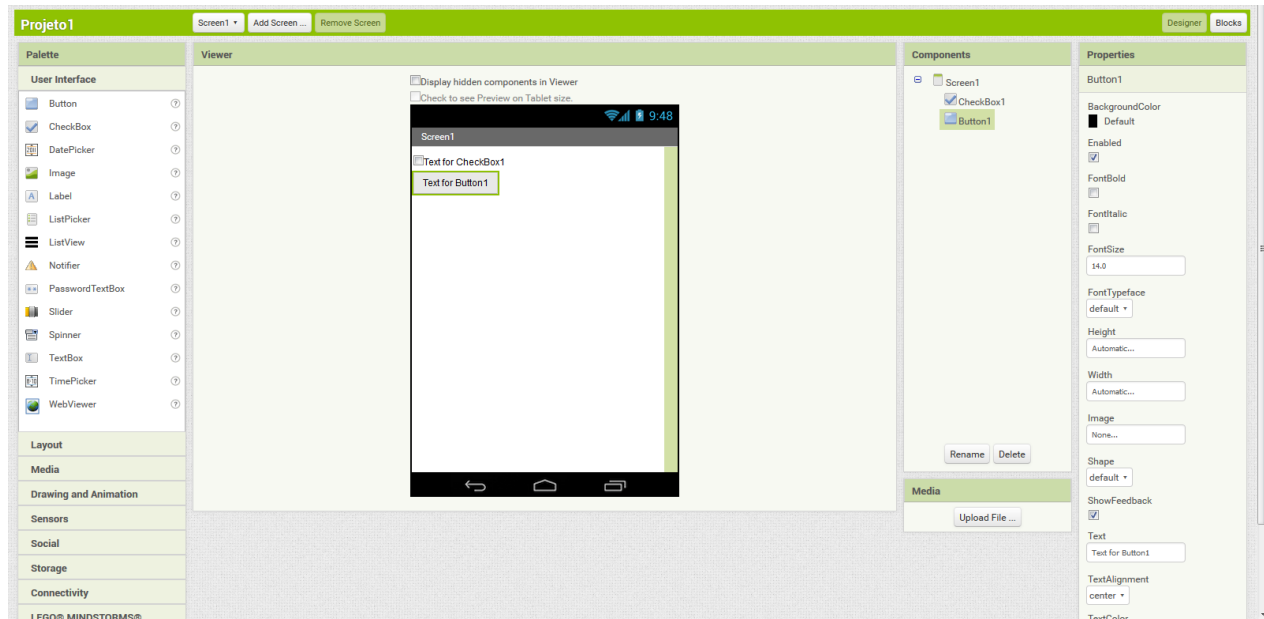 Projeto1
Screen1
Add Screen ...
Remove Screen
Designer
Blocks
Palette
User Interface
Button
CheckBox
DatePicker
Image
Label
ListPicker
ListView
Notifier
PasswordTextBox
Slider
Spinner
TextBox
TimePicker
WebViewer
Layout
Media
Drawing and Animation
Sensors
Social
Storage
Connectivity
LEGO® MINDSTORMS®
Viewer
Display hidden components in Viewer
Check to see Preview on Tablet size.
9:48
Screen1
Text for CheckBox1
Text for Button1
Components
Screen1
CheckBox1
Button1
Rename
Delete
Media
Upload File ...
Properties
Button1
BackgroundColor
Default
Enabled
FontBold
FontItalic
FontSize
14.0
FontTypeface
default
Height
Automatic...
Width
Automatic...
Image
None...
Shape
default
ShowFeedback
Text
Text for Button1
TextAlignment
center
TextColor